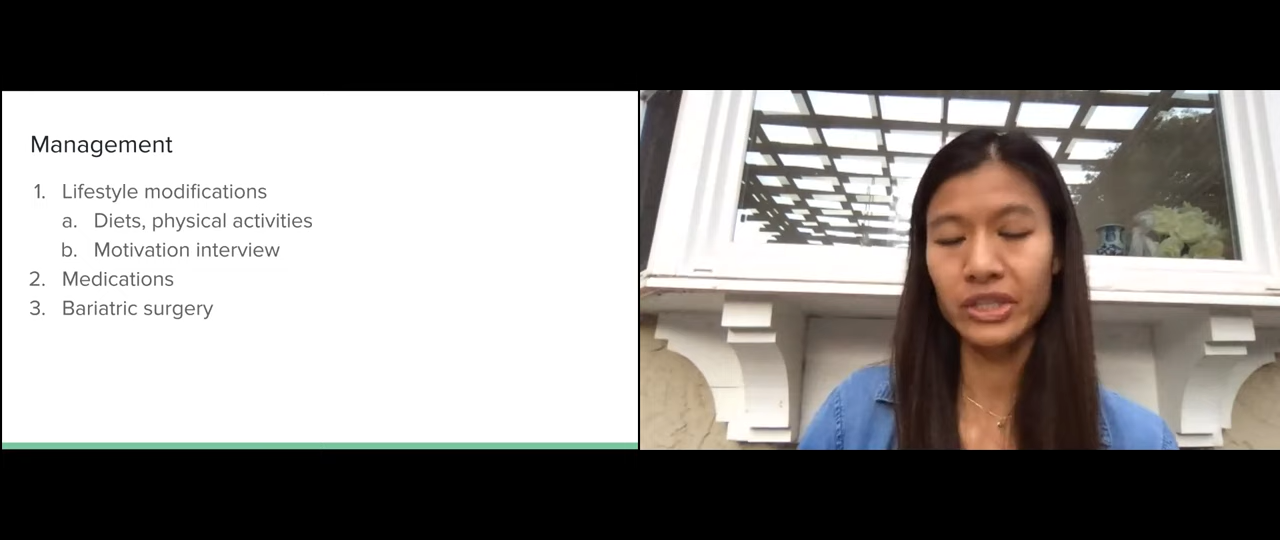 Management
1. Lifestyle modifications
a. Diets, physical activities
b. Motivation interview
2. Medications
3. Bariatric surgery